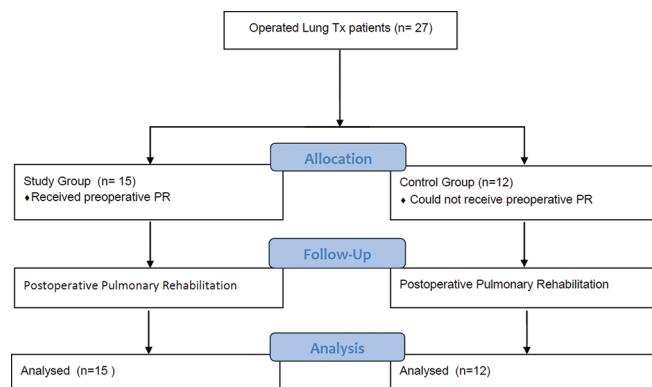 Operated Lung Tx patients (n= 27)
Allocation
Study Group  (n= 15)
♦Received preoperative PR
Control Group (n=12)
♦ Could not receive preoperative PR
Follow-Up
Postoperative Pulmonary Rehabilitation
Postoperative Pulmonary Rehabilitation
Analysis
Analysed (n=15 )
Analysed (n=12)